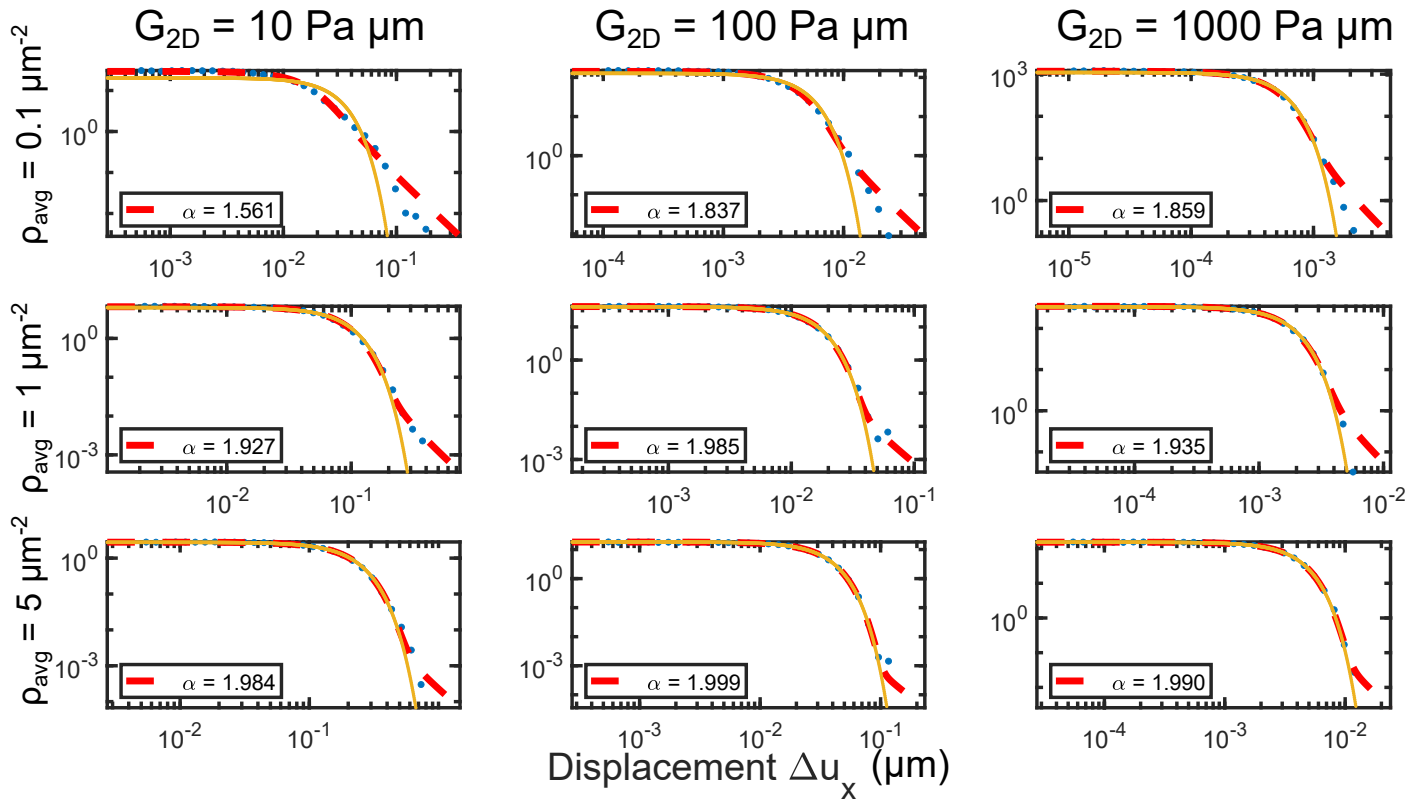 G2D = 10 Pa µm
G2D = 100 Pa µm
G2D = 1000 Pa µm
ρavg = 0.1 µm-2
10^0
α = 1.561
10^-3 10^-2 10^-1
10^0
α = 1.837
10^-4 10^-3 10^-2
10^3
10^0
α = 1.859
10^-5 10^-4 10^-3
ρavg = 1 µm-2
10^0
10^-3
α = 1.927
10^-2 10^-1
10^0
10^-3
α = 1.985
10^-3 10^-2 10^-1
10^0
α = 1.935
10^-4 10^-3 10^-2
ρavg = 5 µm-2
10^0
10^-3
α = 1.984
10^-2 10^-1
10^0
10^-3
α = 1.999
10^-3 10^-2 10^-1
10^0
α = 1.990
10^-4 10^-3 10^-2
Displacement Δux (µm)